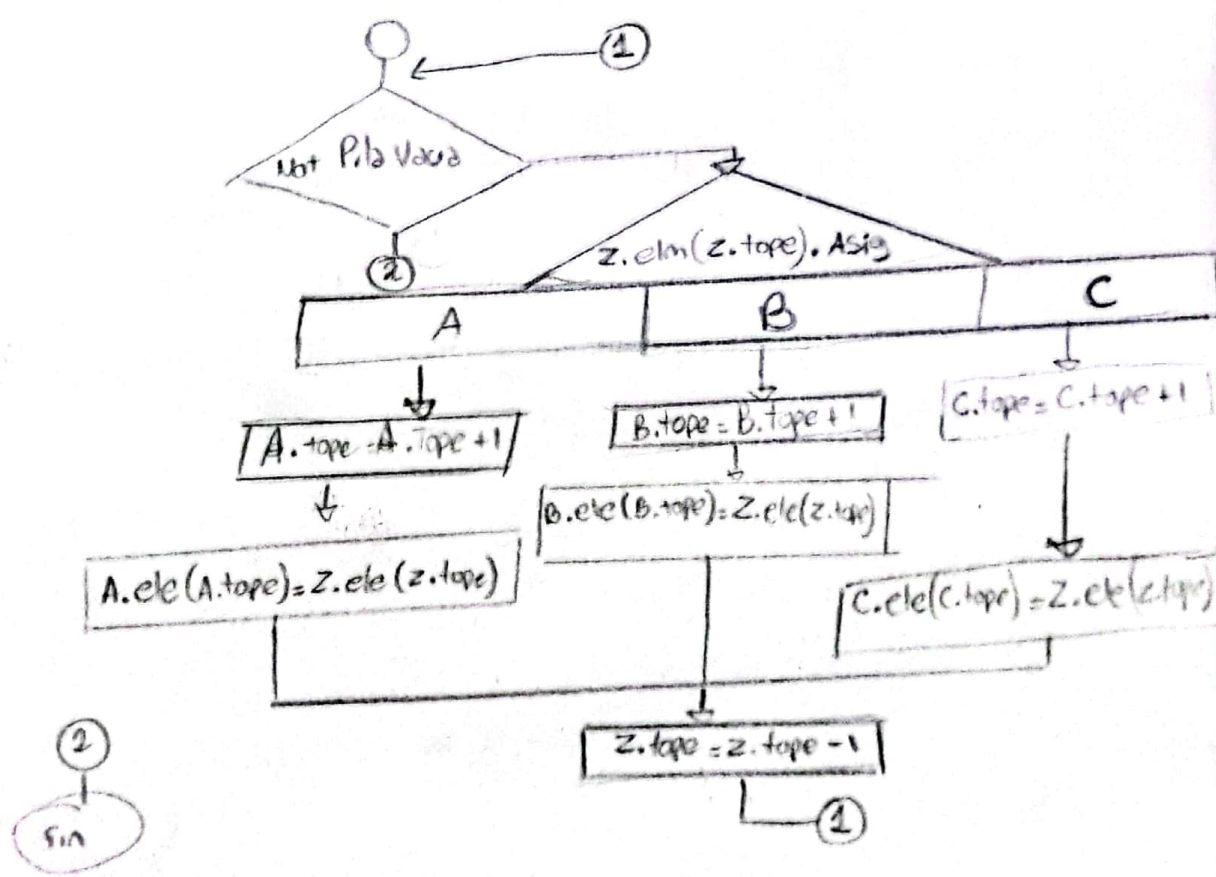 1
Not Pila Vacia
2
Z.elm(z.tope).Asig
A B C
A.tope=A.Tope+1
B.tope=B.Tope+1
C.tope=C.tope+1
B.ele(B.tope)=Z.ele(z.tope)
A.ele(A.tope)=Z.ele(z.tope)
C.ele(C.tope)=Z.ele(z.tope)
Z.tope=z.tope-1
2
1
Fin